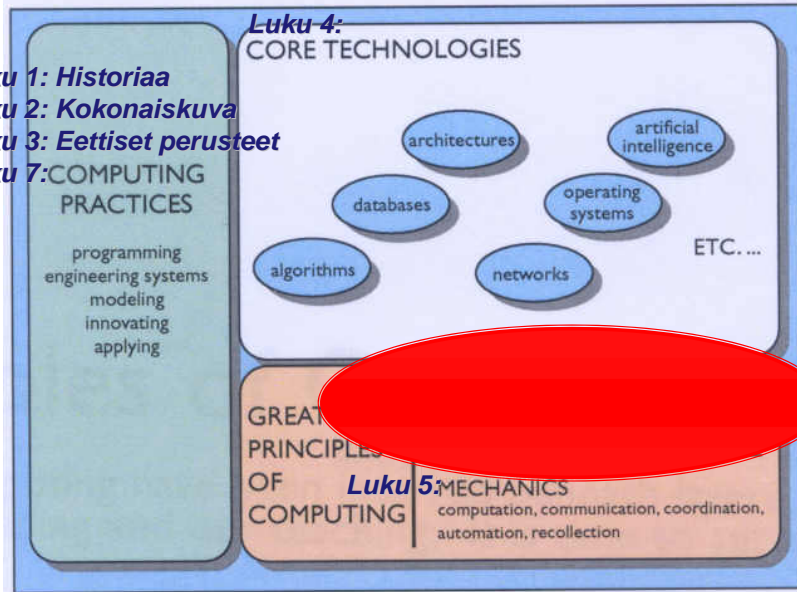 Luku 4:
CORE TECHNOLOGIES
u 1: Historiaa
u 2: Kokonaiskuva
u 3: Eettiset perusteet
u 7:
COMPUTING
PRACTICES
programming
engineering systems
modeling
innovating
applying
architectures
artificial
intelligence
databases
operating
systems
algorithms
networks
ETC. ...
GREAT
PRINCIPLES
OF
COMPUTING
Luku 5:
MECHANICS
computation, communication, coordination,
automation, recollection